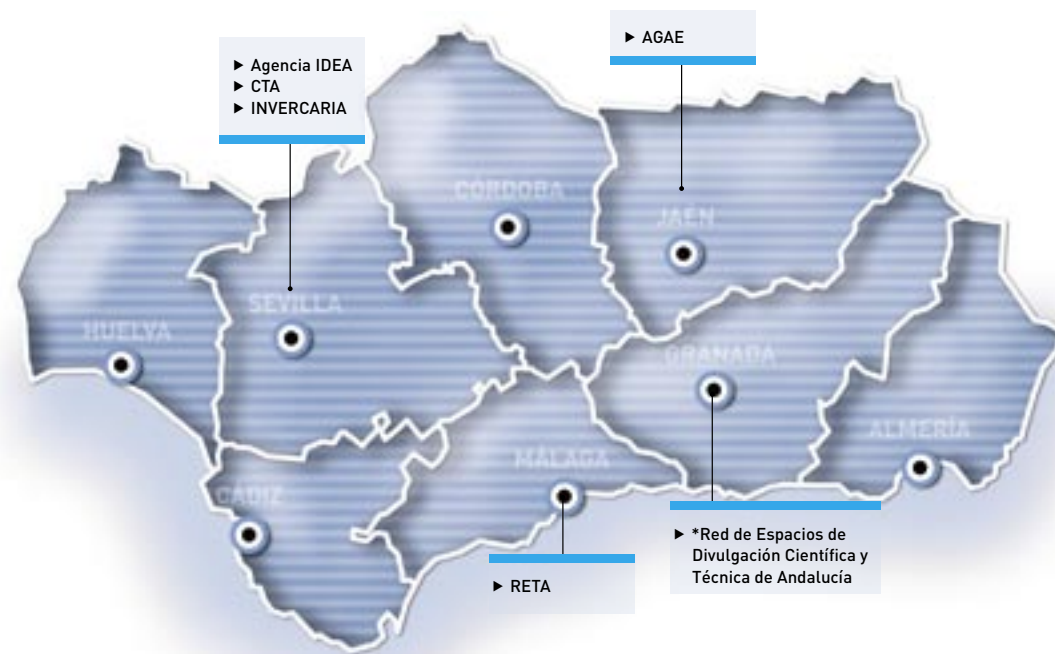 ▶ Agencia IDEA
▶ CTA
▶ INVERCARIA
▶ AGAE
CÓRDOBA
JAÉN
SEVILLA
HUELVA
GRANADA
ALMERÍA
MÁLAGA
CÁDIZ
▶ *Red de Espacios de
Divulgación Científica y
Técnica de Andalucía
▶ RETA